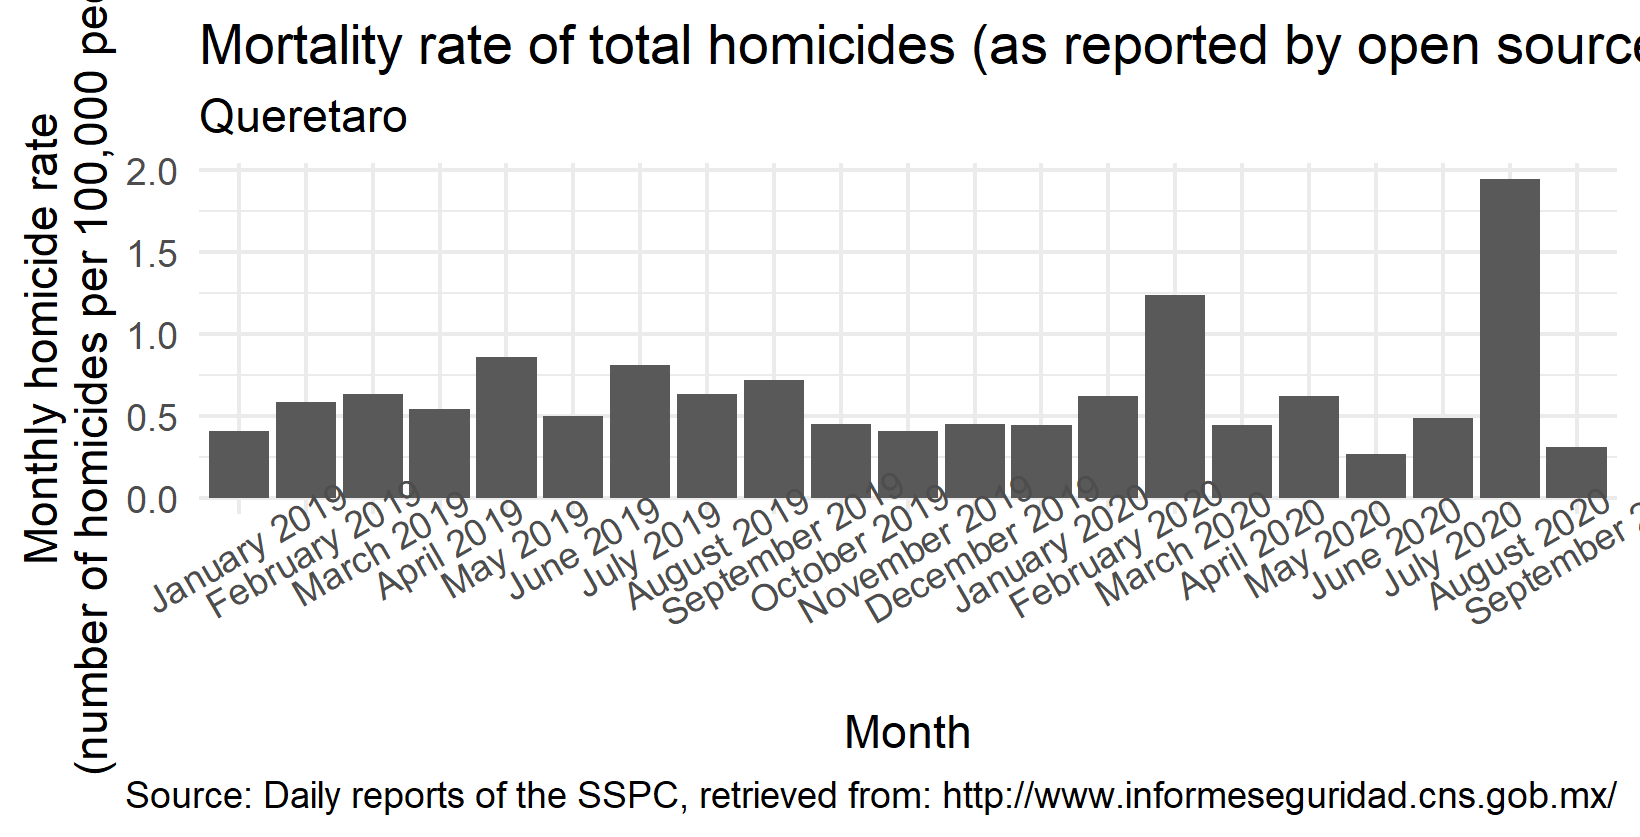 Mortality rate of total homicides (as reported by open source
Queretaro
Monthly homicide rate
(number of homicides per 100,000
2.0
1.5
1.0
0.5
0.0
January 2019
February 2019
March 2019
April 2019
May 2019
June 2019
July 2019
August 2019
September 2019
October 2019
November 2019
December 2019
January 2020
February 2020
March 2020
April 2020
May 2020
June 2020
July 2020
August 2020
September
Month
Source: Daily reports of the SSPC, retrieved from: http://www.informeseguridad.cns.gob.mx/